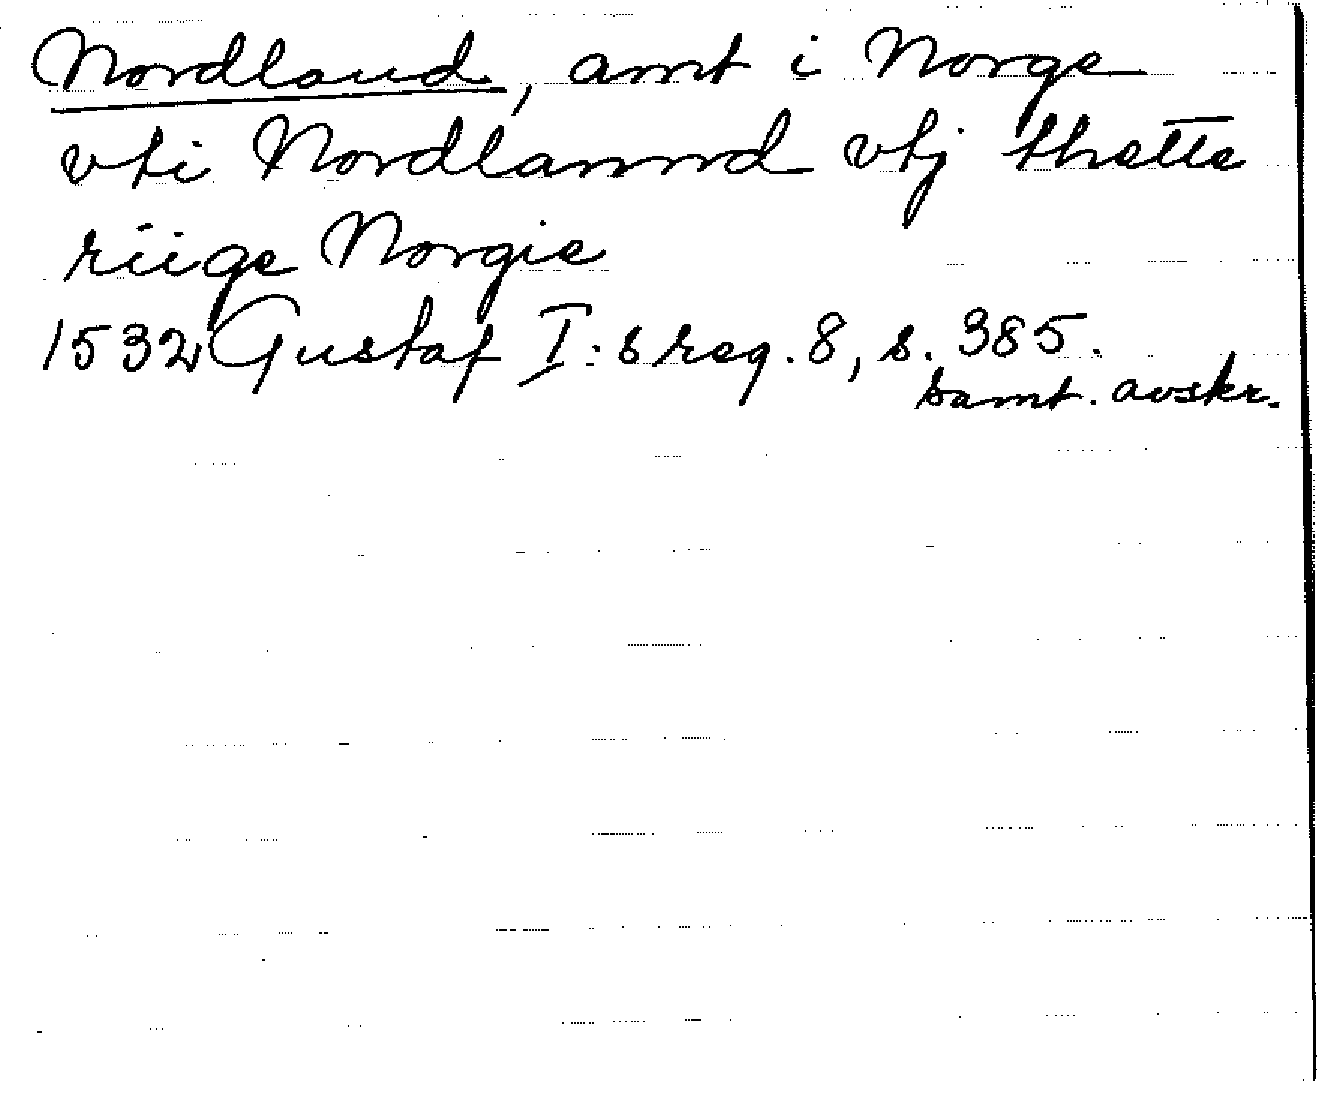 Nordland, amt i Norge
vti Nordlannd vtj thette
riige Norgie
1532 Gustaf I:s reg. 8, s. 385.
samt. avskr.